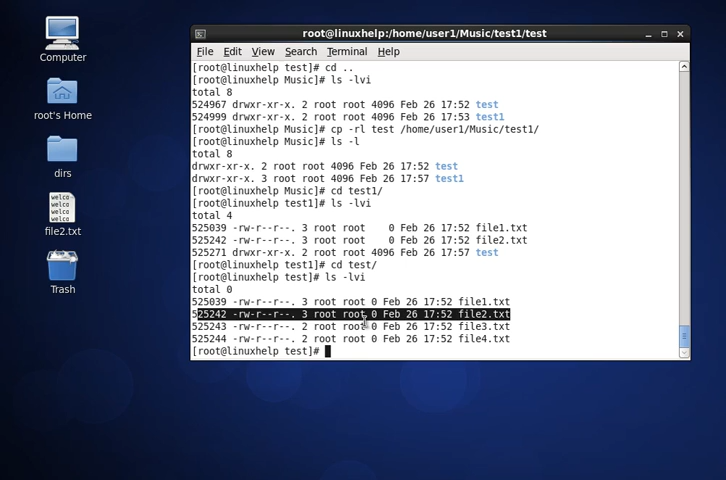 Computer
root's Home
dirs
welco
welco
welco
welco
file2.txt
Trash
root@linuxhelp:/home/user1/Music/test1/test
File Edit View Search Terminal Help
[root@linuxhelp test]# cd ..
[root@linuxhelp Music]# ls -lvi
total 8
524967 drwxr-xr-x. 2 root root 4096 Feb 26 17:52 test
524999 drwxr-xr-x. 2 root root 4096 Feb 26 17:53 test1
[root@linuxhelp Music]# cp -rl test /home/user1/Music/test1/
[root@linuxhelp Music]# ls -l
total 8
drwxr-xr-x. 2 root root 4096 Feb 26 17:52 test
drwxr-xr-x. 3 root root 4096 Feb 26 17:57 test1
[root@linuxhelp Music]# cd test1/
[root@linuxhelp test1]# ls -lvi
total 4
525039 -rw-r--r--. 3 root root    0 Feb 26 17:52 file1.txt
525242 -rw-r--r--. 3 root root    0 Feb 26 17:52 file2.txt
525271 drwxr-xr-x. 2 root root 4096 Feb 26 17:57 test
[root@linuxhelp test1]# cd test/
[root@linuxhelp test]# ls -lvi
total 0
525039 -rw-r--r--. 3 root root 0 Feb 26 17:52 file1.txt
525242 -rw-r--r--. 3 root root 0 Feb 26 17:52 file2.txt
525243 -rw-r--r--. 2 root root 0 Feb 26 17:52 file3.txt
525244 -rw-r--r--. 2 root root 0 Feb 26 17:52 file4.txt
[root@linuxhelp test]#